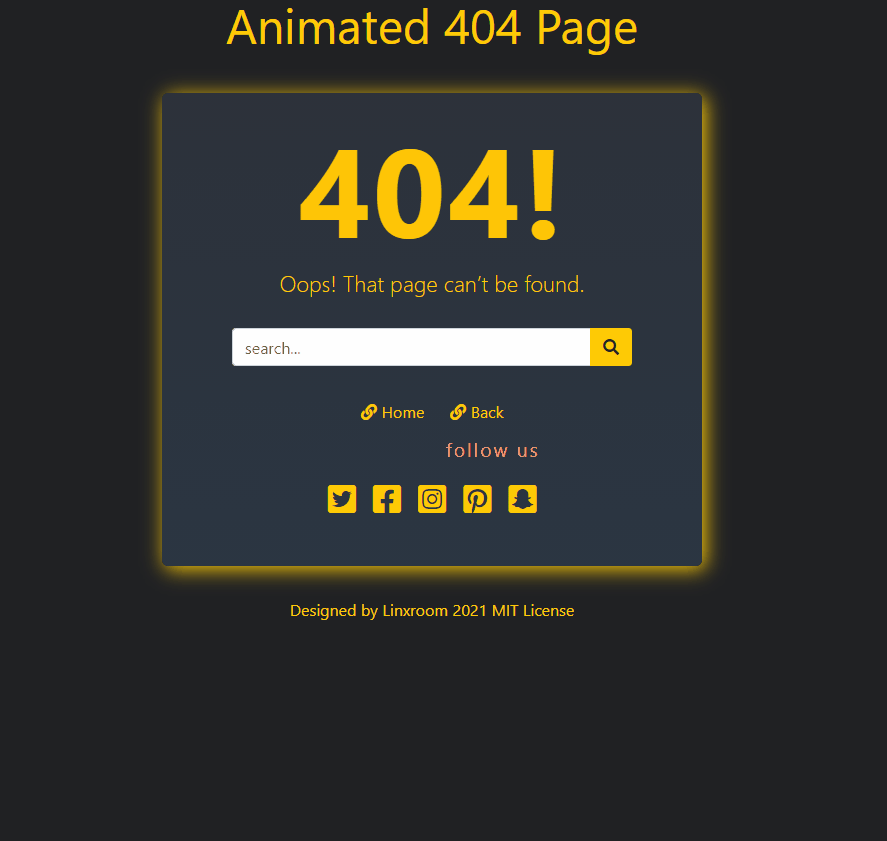 Animated 404 Page
404!
Oops! That page can’t be found.
search...
Home Back
follow us
Designed by Linxroom 2021 MIT License